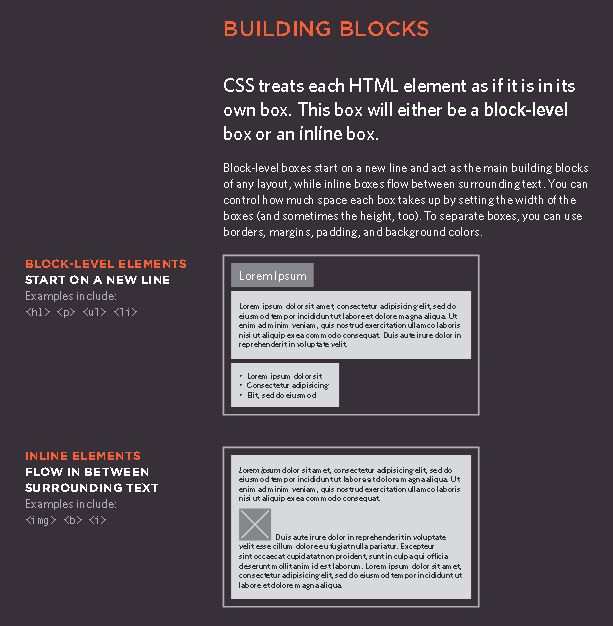 BUILDING BLOCKS
CSS treats each HTML element as if it is in its
own box. This box will either be a block-level
box or an inline box.
Block-level boxes start on a new line and act as the main building blocks
of any layout, while inline boxes flow between surrounding text. You can
control how much space each box takes up by setting the width of the
boxes (and sometimes the height, too). To separate boxes, you can use
borders, margins, padding, and background colors.
BLOCK-LEVEL ELEMENTS
START ON A NEW LINE
Examples include:
<h1> <p> <ul> <li>
Lorem Ipsum
Lorem ipsum dolor sit amet, consectetur adipisicing elit, sed do
eiusmod tempor incididunt ut labore et dolore magna aliqua. Ut
enim ad minim veniam, quis nostrud exercitation ullamco laboris
nisi ut aliquip ex ea commodo consequat. Duis aute irure dolor in
reprehenderit in voluptate velit.
• Lorem ipsum dolor sit
• Consectetur adipisicing
• Elit, sed do eiusmod
INLINE ELEMENTS
FLOW IN BETWEEN
SURROUNDING TEXT
Examples include:
<img> <b> <i>
Lorem ipsum dolor sit amet, consectetur adipisicing elit, sed do
eiusmod tempor incididunt ut labore et dolore magna aliqua. Ut
enim ad minim veniam, quis nostrud exercitation ullamco laboris
nisi ut aliquip ex ea commodo consequat.
Duis aute irure dolor in reprehenderit in voluptate
velit esse cillum dolore eu fugiat nulla pariatur. Excepteur
sint occaecat cupidatat non proident, sunt in culpa qui officia
deserunt mollit anim id est laborum. Lorem ipsum dolor sit amet,
consectetur adipisicing elit, sed do eiusmod tempor incididunt ut
labore et dolore magna aliqua.